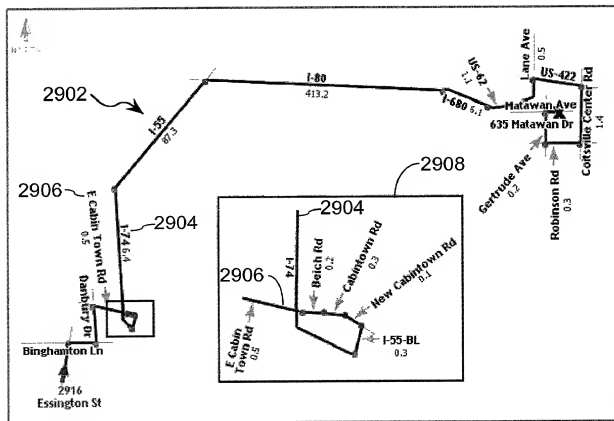 NORTH
2902
I-80
413.2
I-55
87.3
US-62
1.1
Lane Ave
0.5
US-422
I-680 6.1
Matawan Ave
635 Matawan Dr
Coitsville Center Rd
1.4
Gertrude Ave
0.2
Robinson Rd
0.3
2906
2904
E Cabin Town Rd
0.5
I-74 6.4
Danbury Dr
Binghamton Ln
2916
Essington St
2908
2904
I-74
2906
Beich Rd
0.2
Cabintown Rd
0.3
New Cabintown Rd
0.1
I-55-BL
0.3
E Cabin
Town Rd
0.5